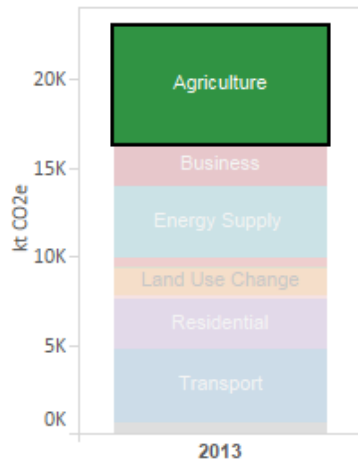 20K
15K
10K
5K
0K
kt CO2e
Agriculture
Business
Energy Supply
Land Use Change
Residential
Transport
2013